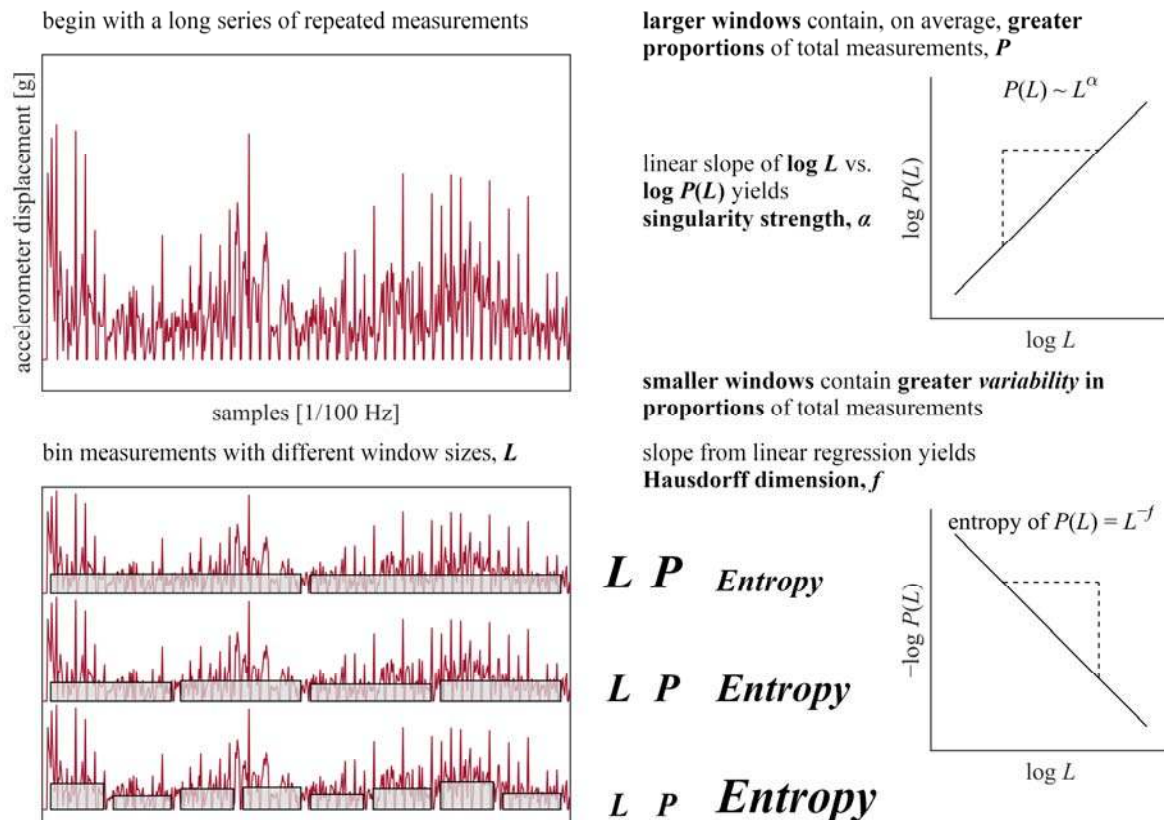 begin with a long series of repeated measurements
accelerometer displacement [g]
samples [1/100 Hz]
bin measurements with different window sizes, L
larger windows contain, on average, greater
proportions of total measurements, P
linear slope of log L vs.
log P(L) yields
singularity strength, α
P(L) ~ L^α
log P(L)
log L
smaller windows contain greater variability in
proportions of total measurements
slope from linear regression yields
Hausdorff dimension, f
L P Entropy
L P Entropy
L P Entropy
entropy of P(L) = L^−f
−log P(L)
log L